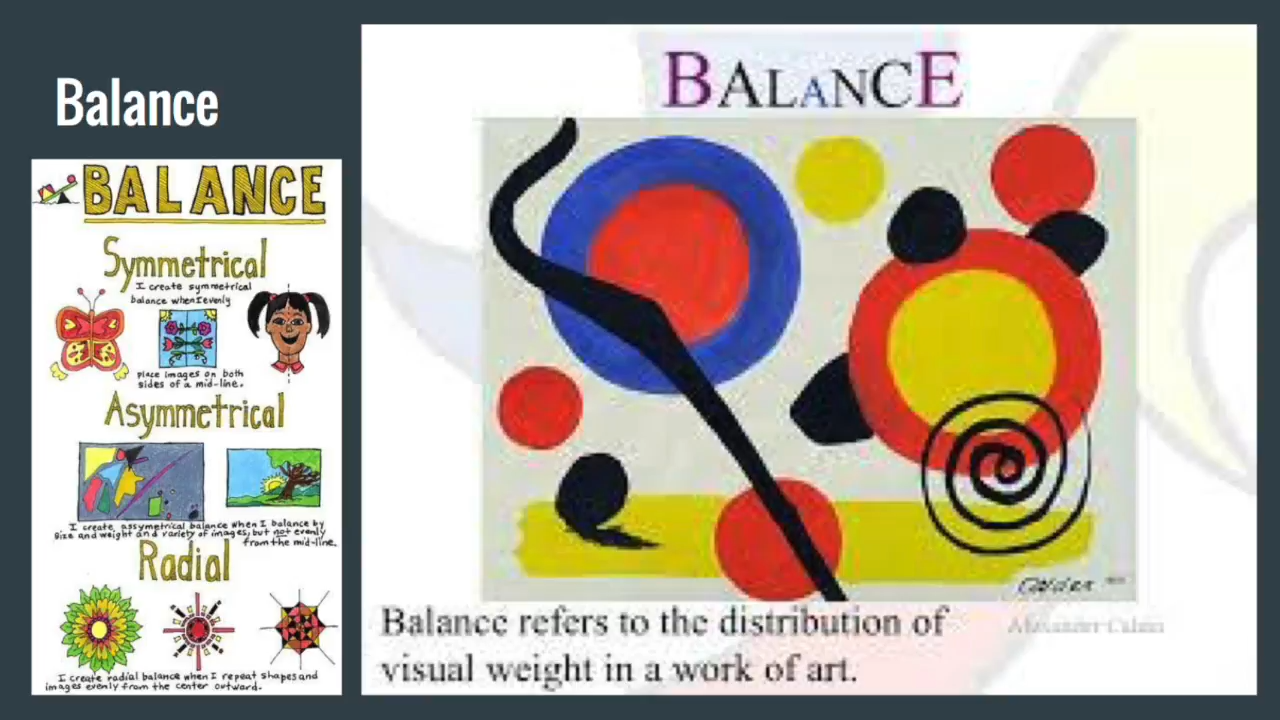 Balance
BALANCE
Symmetrical
I create symmetrical
balance when I evenly
place images on both
sides of a mid-line.
Asymmetrical
I create assymetrical balance when I balance by
size and weight and variety of images, but not evenly
from the mid-line.
Radial
I create radial balance when I repeat shapes and
images evenly from the center outward.
BALANCE
Calder
Balance refers to the distribution of
visual weight in a work of art.
Alexander Calder